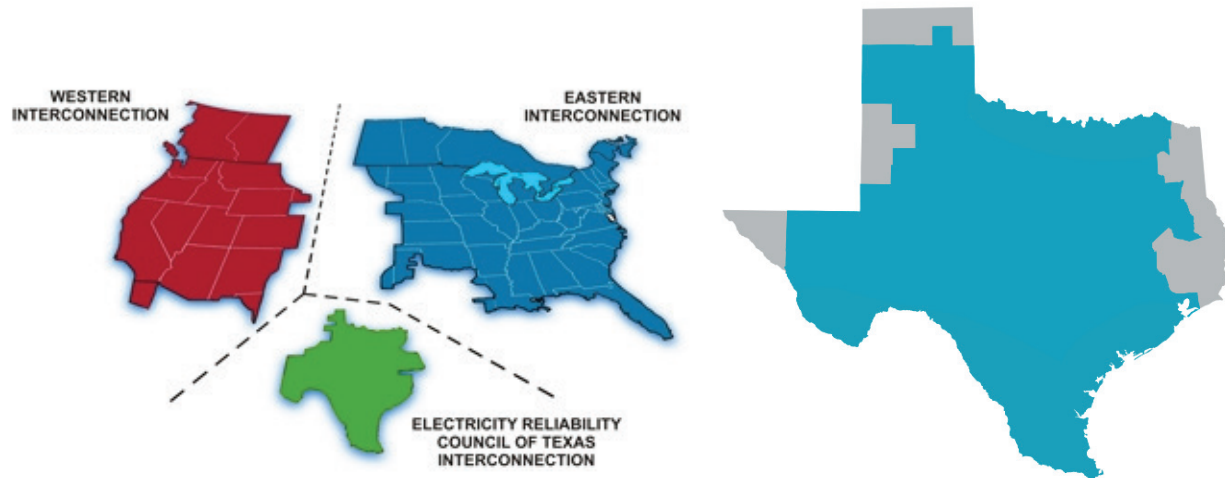 WESTERN
INTERCONNECTION
EASTERN
INTERCONNECTION
ELECTRICITY RELIABILITY
COUNCIL OF TEXAS
INTERCONNECTION